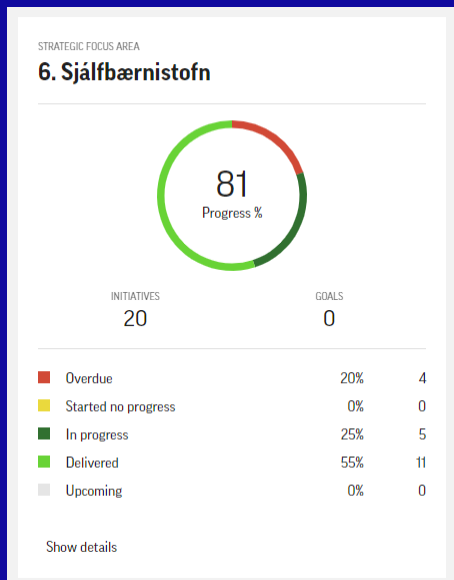 STRATEGIC FOCUS AREA
6. Sjálfbærnistofn
81
Progress %
INITIATIVES GOALS
20 0
Overdue 20% 4
Started no progress 0% 0
In progress 25% 5
Delivered 55% 11
Upcoming 0% 0
Show details